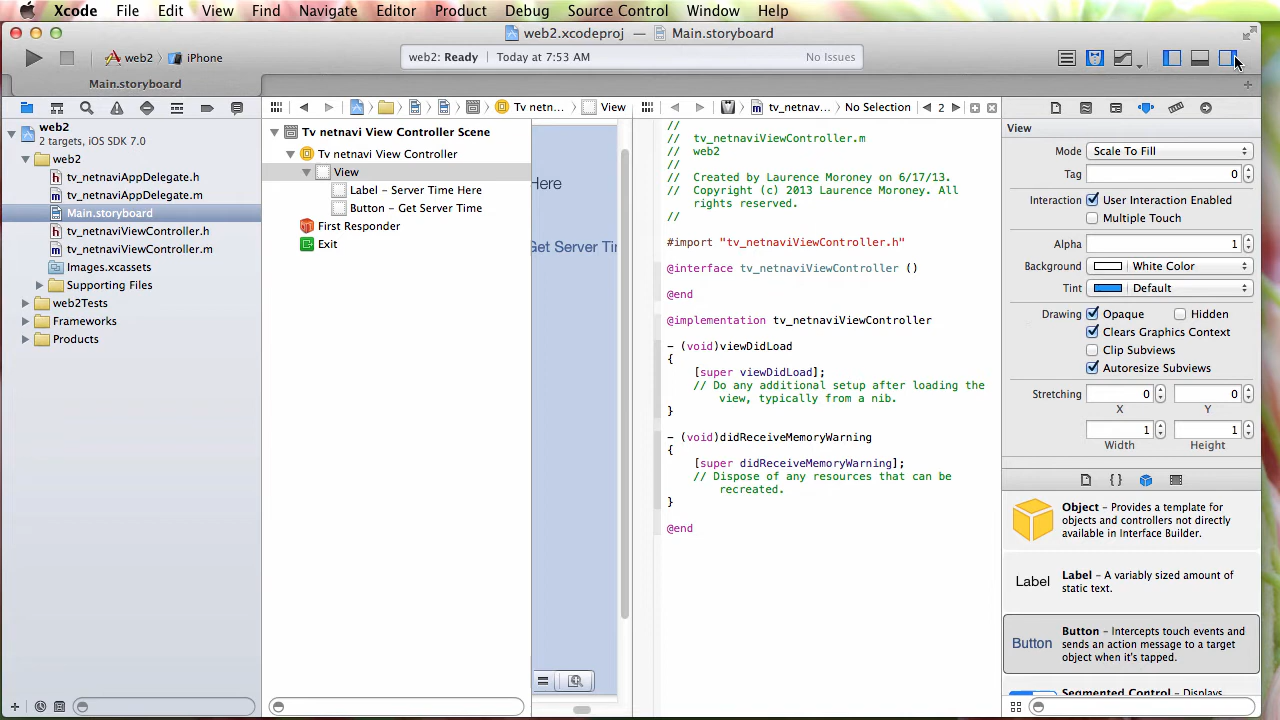 Xcode File Edit View Find Navigate Editor Product Debug Source Control Window Help
web2.xcodeproj — Main.storyboard
web2 iPhone
web2: Ready Today at 7:53 AM No Issues
Main.storyboard
Tv netn... View
tv_netnav... No Selection 2
web2
2 targets, iOS SDK 7.0
web2
tv_netnaviAppDelegate.h
tv_netnaviAppDelegate.m
Main.storyboard
tv_netnaviViewController.h
tv_netnaviViewController.m
Images.xcassets
Supporting Files
web2Tests
Frameworks
Products
Tv netnavi View Controller Scene
Tv netnavi View Controller
View
Label – Server Time Here
Button – Get Server Time
First Responder
Exit
Here
Get Server Tir
//
// tv_netnaviViewController.m
// web2
//
// Created by Laurence Moroney on 6/17/13.
// Copyright (c) 2013 Laurence Moroney. All
rights reserved.
//
#import "tv_netnaviViewController.h"
@interface tv_netnaviViewController ()
@end
@implementation tv_netnaviViewController
– (void)viewDidLoad
{
[super viewDidLoad];
// Do any additional setup after loading the
view, typically from a nib.
}
– (void)didReceiveMemoryWarning
{
[super didReceiveMemoryWarning];
// Dispose of any resources that can be
recreated.
}
@end
View
Mode Scale To Fill
Tag 0
Interaction User Interaction Enabled
Multiple Touch
Alpha 1
Background White Color
Tint Default
Drawing Opaque Hidden
Clears Graphics Context
Clip Subviews
Autoresize Subviews
Stretching 0 0
X Y
1 1
Width Height
{ }
Object – Provides a template for
objects and controllers not directly
available in Interface Builder.
Label Label – A variably sized amount of
static text.
Button Button – Intercepts touch events and
sends an action message to a target
object when it's tapped.
Segmented Control – Displays